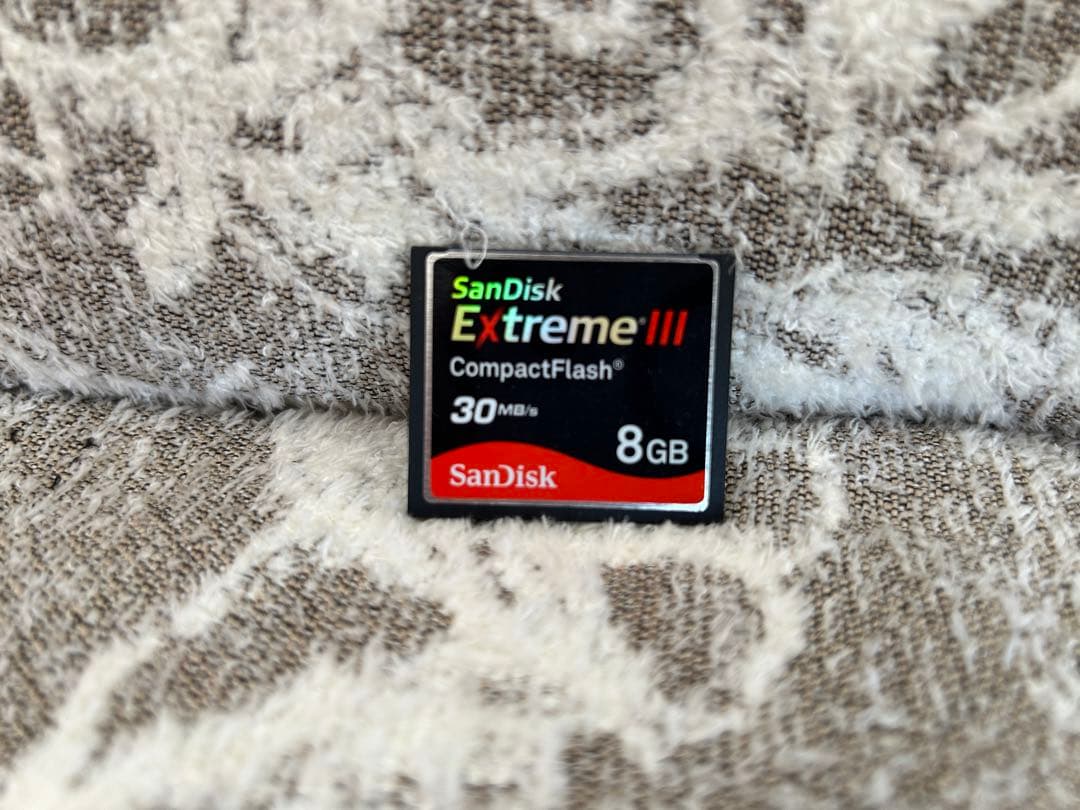 SanDisk
Extreme® III
CompactFlash®
30MB/s
8GB
SanDisk